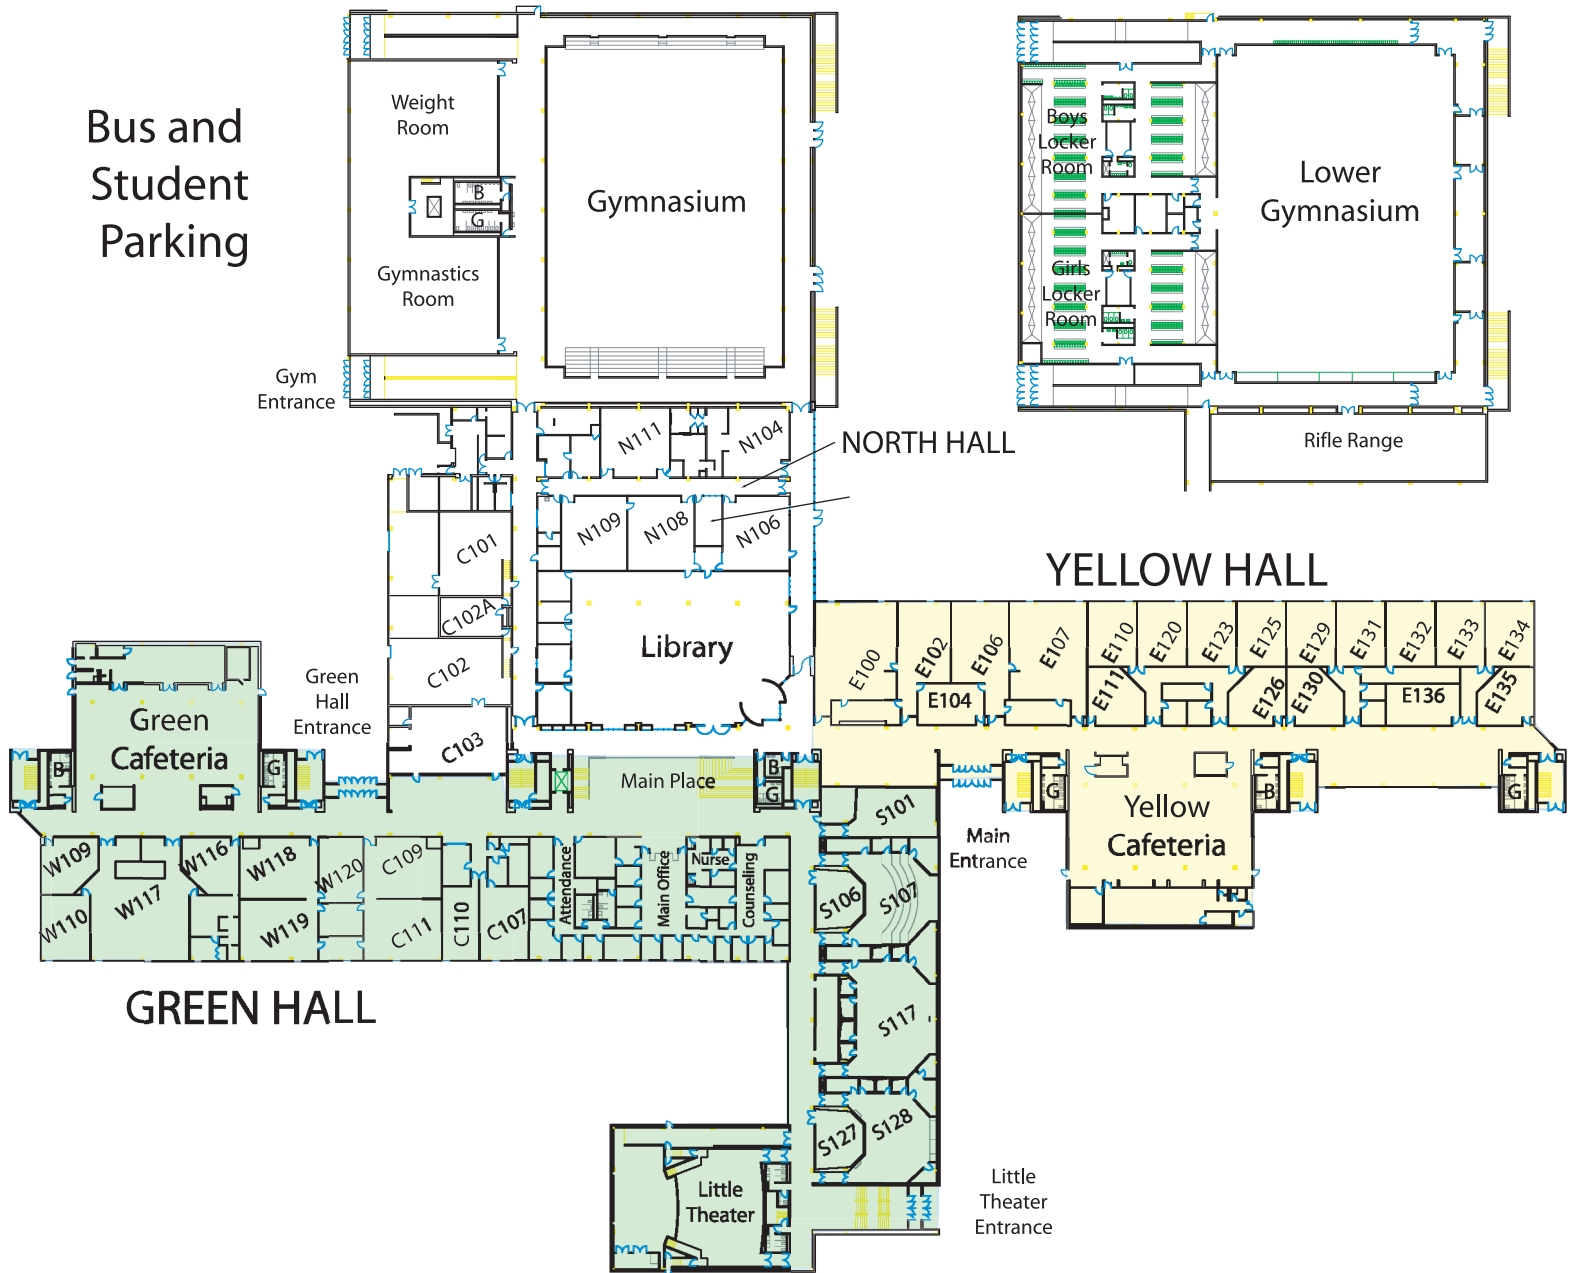 Bus and
Student
Parking
Weight
Room
B
G
Gymnastics
Room
Gymnasium
Boys
Locker
Room
Girls
Locker
Room
Lower
Gymnasium
Rifle Range
Gym
Entrance
N111
N104
NORTH HALL
N109
N108
N106
C101
C102A
C102
C103
Library
YELLOW HALL
E100
E102
E104
E106
E107
E110
E111
E120
E123
E125
E126
E129
E130
E131
E132
E136
E133
E134
E135
Green
Hall
Entrance
Green
Cafeteria
B
G
Main Place
B
G
G
B
G
Yellow
Cafeteria
Main
Entrance
W109
W110
W117
W116
W118
W119
W120
C109
C111
C110
C107
Attendance
Main Office
Nurse
Counseling
S101
S106
S107
S117
S127
S128
GREEN HALL
Little
Theater
Little
Theater
Entrance